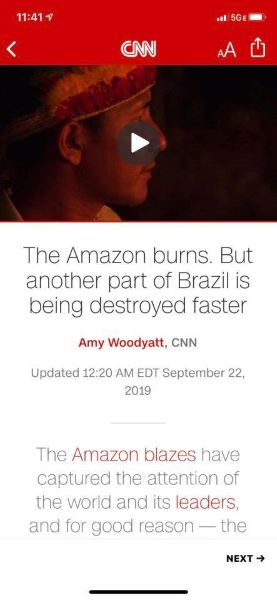 11:41
5GE
CNN
AA
The Amazon burns. But
another part of Brazil is
being destroyed faster
Amy Woodyatt, CNN
Updated 12:20 AM EDT September 22,
2019
The Amazon blazes have
captured the attention of
the world and its leaders,
and for good reason — the
NEXT →